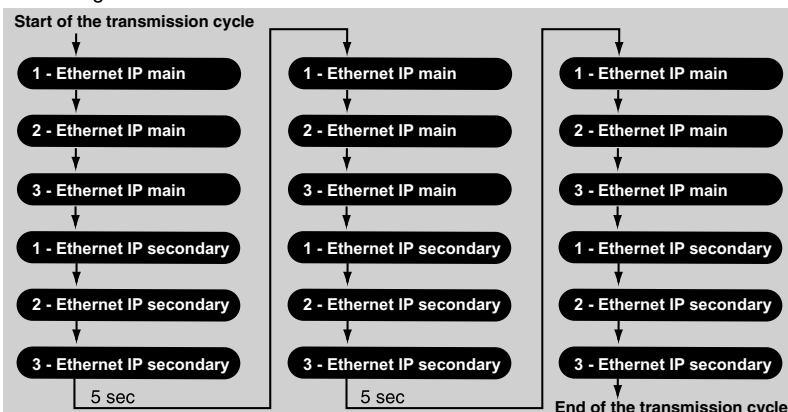 Start of the transmission cycle
1 - Ethernet IP main
2 - Ethernet IP main
3 - Ethernet IP main
1 - Ethernet IP secondary
2 - Ethernet IP secondary
3 - Ethernet IP secondary
5 sec
1 - Ethernet IP main
2 - Ethernet IP main
3 - Ethernet IP main
1 - Ethernet IP secondary
2 - Ethernet IP secondary
3 - Ethernet IP secondary
5 sec
1 - Ethernet IP main
2 - Ethernet IP main
3 - Ethernet IP main
1 - Ethernet IP secondary
2 - Ethernet IP secondary
3 - Ethernet IP secondary
End of the transmission cycle